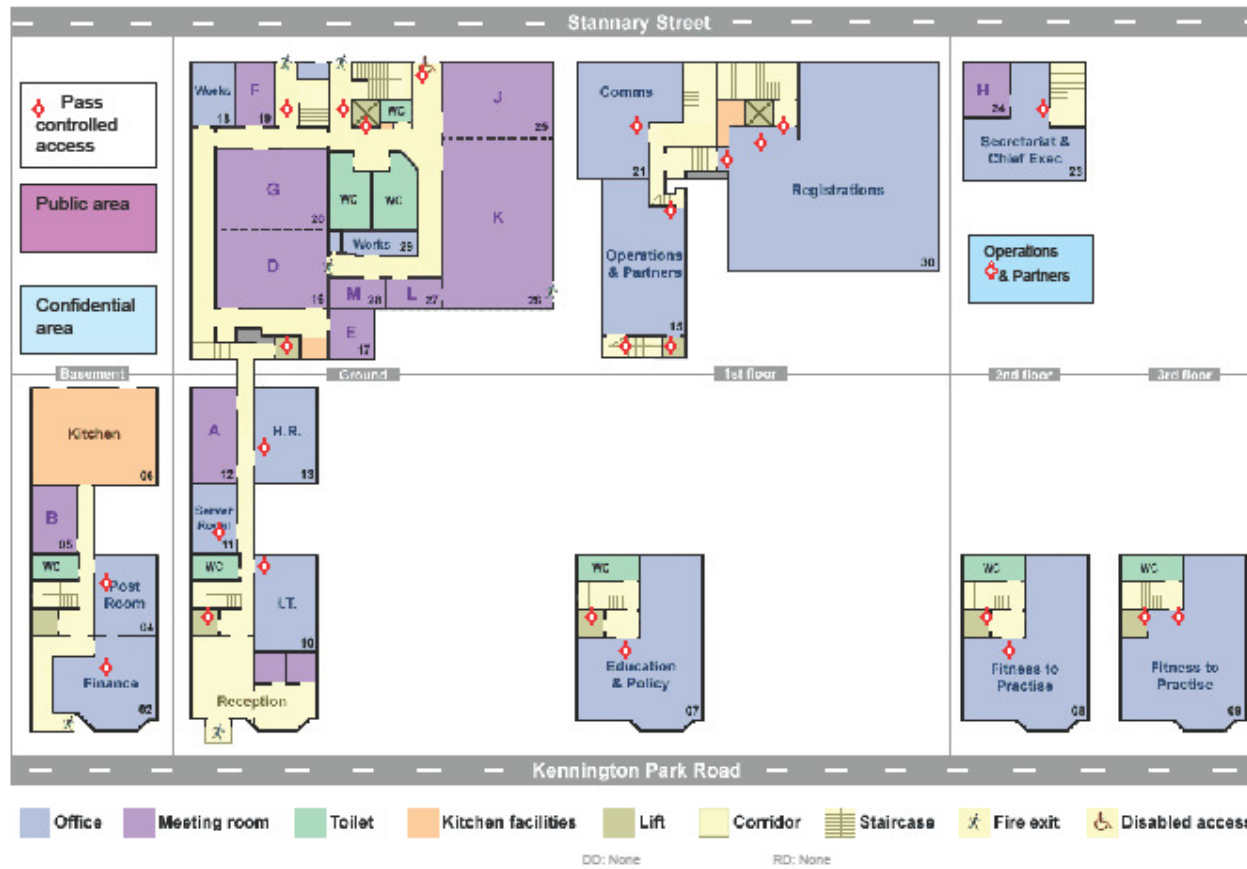 Stannary Street
Pass
controlled
access
Public area
Confidential
area
Works
18
F
19
WC
J
25
G
20
WC
WC
K
Works 29
D
16
M 28
L 27
26
E
17
Comms
21
Registrations
30
Operations
& Partners
15
H
24
Secretariat &
Chief Exec
23
Operations
& Partners
Basement
Ground
1st floor
2nd floor
3rd floor
Kitchen
06
B
05
WC
Post
Room
04
Finance
02
A
12
H.R.
13
Server
Room
11
WC
I.T.
10
Reception
WC
Education
& Policy
07
WC
Fitness to
Practise
08
WC
Fitness to
Practise
09
Kennington Park Road
Office
Meeting room
Toilet
Kitchen facilities
Lift
Corridor
Staircase
Fire exit
Disabled access
DD: None
RD: None